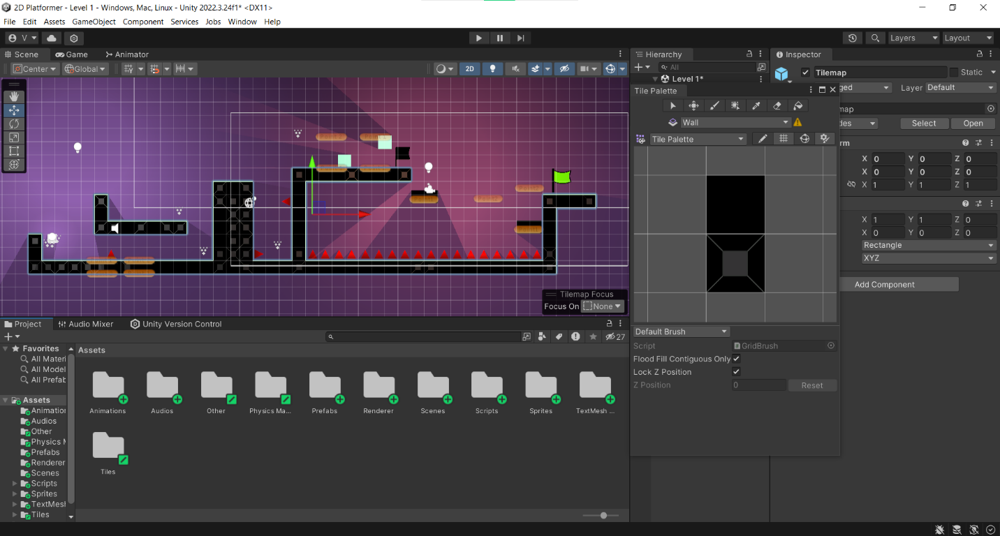 2D Platformer - Level 1 - Windows, Mac, Linux - Unity 2022.3.24f1* <DX11>
File Edit Assets GameObject Component Services Jobs Window Help
V Layers Layout
Scene Game Animator
Center Global 2D
Hierarchy
All
Level 1*
Inspector
Tilemap Static
ged Layer Default
map
des Select Open
rm
X 0 Y 0 Z 0
X 0 Y 0 Z 0
X 1 Y 1 Z 1
X 1 Y 1 Z 0
X 0 Y 0 Z 0
Rectangle
XYZ
Add Component
Tile Palette
Wall
Tile Palette
Default Brush
Script GridBrush
Flood Fill Contiguous Only
Lock Z Position
Z Position 0 Reset
Tilemap Focus
Focus On None
Project Audio Mixer Unity Version Control
27
Favorites
All Materi
All Model
All Prefab
Assets
Animation
Audios
Other
Physics M
Prefabs
Renderer
Scenes
Scripts
Sprites
TextMesh
Tiles
Assets
Animations Audios Other Physics Ma... Prefabs Renderer Scenes Scripts Sprites TextMesh ...
Tiles